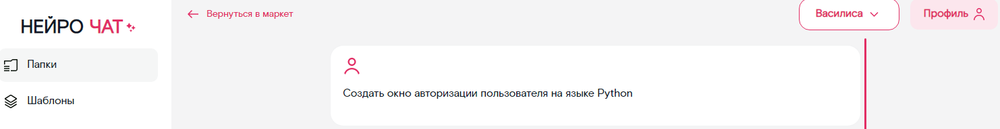 НЕЙРО ЧАТ
Папки
Шаблоны
Вернуться в маркет
Василиса
Профиль
Создать окно авторизации пользователя на языке Python